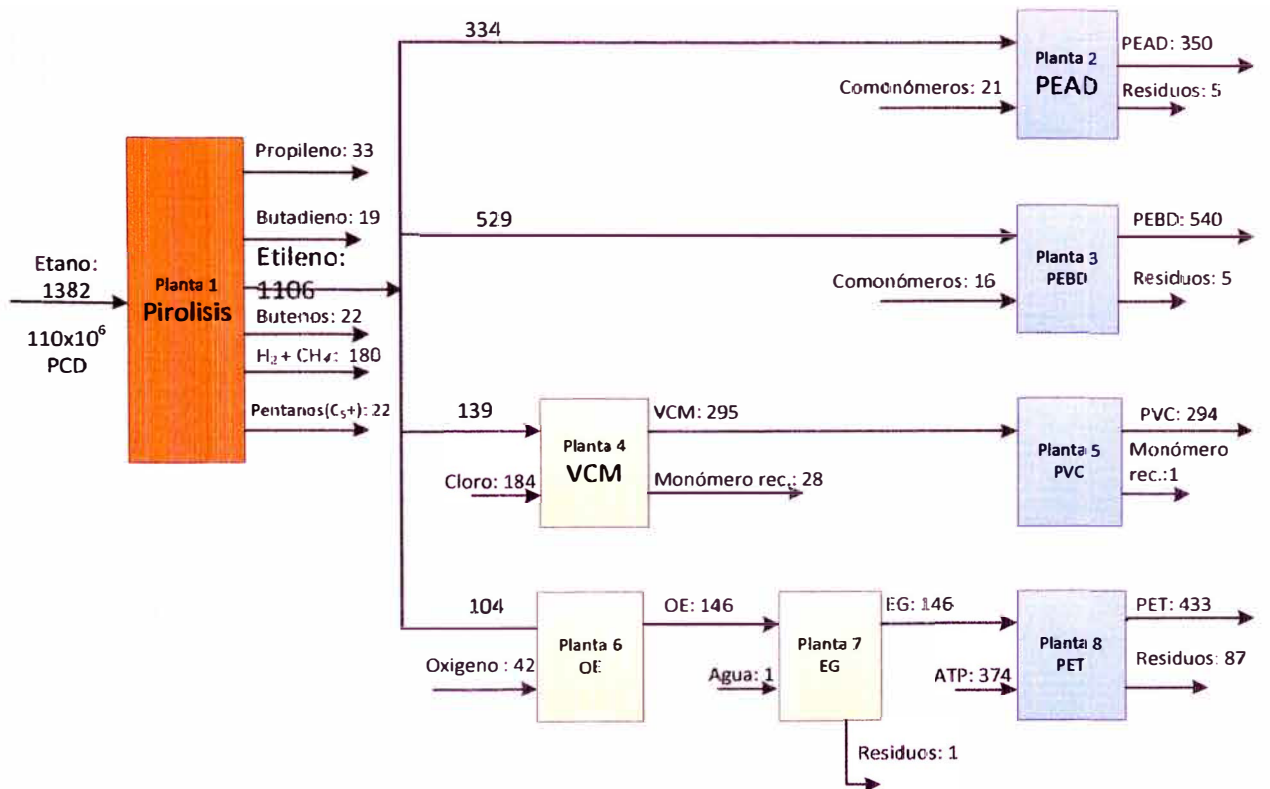 334
Planta 2
PEAD
PEAD: 350
Comonómeros: 21
Residuos: 5
Propileno: 33
Butadieno: 19
529
Planta 3
PEBD
PEBD: 540
Etano:
1382
Planta 1
Pirolisis
Etileno:
1106
Comonómeros: 16
Residuos: 5
Butenos: 22
110x10⁶
PCD
H₂ + CH₄: 180
Pentanos(C₅+): 22
139
Planta 4
VCM
VCM: 295
Planta 5
PVC
PVC: 294
Monómero
rec.:1
Cloro: 184
Monómero rec.: 28
104
Planta 6
OE
OE: 146
Planta 7
EG
EG: 146
Planta 8
PET
PET: 433
Oxigeno : 42
Agua: 1
ATP: 374
Residuos: 87
Residuos: 1